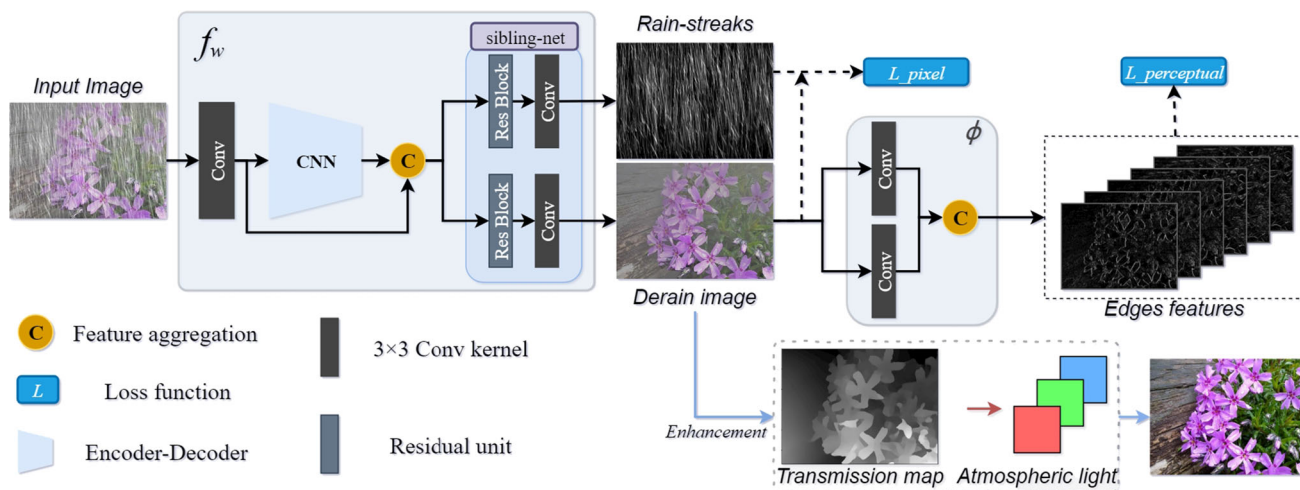 f_w
sibling-net
Rain-streaks
Input Image
Conv
CNN
C
Res Block
Conv
Res Block
Conv
L_pixel
L_perceptual
ϕ
Conv
Conv
C
Derain image
Edges features
C Feature aggregation
3×3 Conv kernel
L Loss function
Encoder-Decoder
Residual unit
Enhancement
Transmission map
Atmospheric light